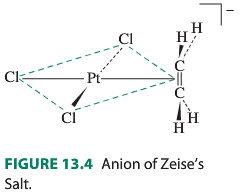 Cl
H
H
C
Cl
Pt
C
Cl
H
H
−
FIGURE 13.4 Anion of Zeise's
Salt.